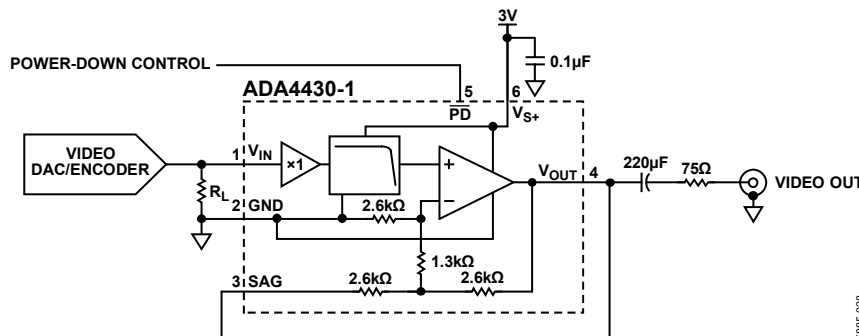 3V
POWER-DOWN CONTROL
0.1µF
ADA4430-1
5
6
PD
VS+
VIDEO
DAC/ENCODER
1
VIN
×1
+
−
VOUT
4
220µF
75Ω
VIDEO OUT
RL
2
GND
2.6kΩ
1.3kΩ
3
SAG
2.6kΩ
2.6kΩ